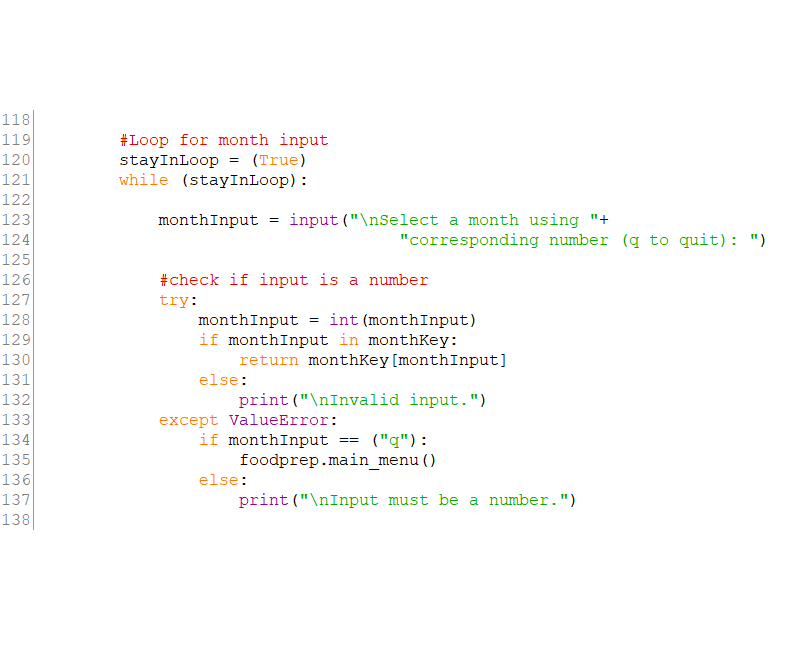 118
119         #Loop for month input
120         stayInLoop = (True)
121         while (stayInLoop):
122
123             monthInput = input("\nSelect a month using "+
124                                     "corresponding number (q to quit): ")
125
126             #check if input is a number
127             try:
128                 monthInput = int(monthInput)
129                 if monthInput in monthKey:
130                     return monthKey[monthInput]
131                 else:
132                     print("\nInvalid input.")
133             except ValueError:
134                 if monthInput == ("q"):
135                     foodprep.main_menu()
136                 else:
137                     print("\nInput must be a number.")
138